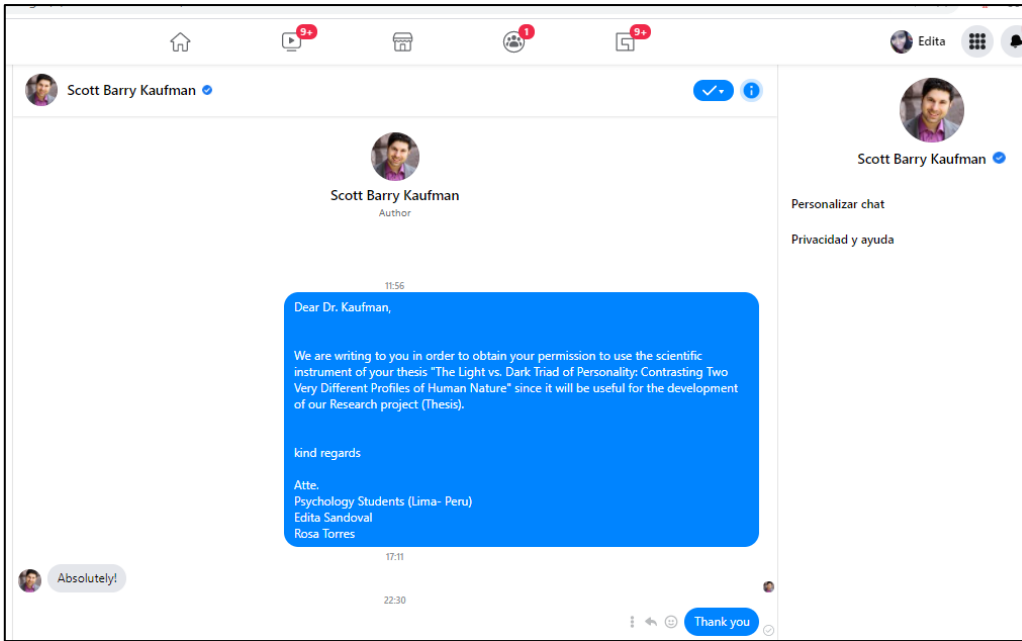 9+
1
9+
Edita
Scott Barry Kaufman
Scott Barry Kaufman
Author
11:56
Dear Dr. Kaufman,
We are writing to you in order to obtain your permission to use the scientific
instrument of your thesis "The Light vs. Dark Triad of Personality: Contrasting Two
Very Different Profiles of Human Nature" since it will be useful for the development
of our Research project (Thesis).
kind regards
Atte.
Psychology Students (Lima- Peru)
Edita Sandoval
Rosa Torres
17:11
Absolutely!
22:30
Thank you
Scott Barry Kaufman
Personalizar chat
Privacidad y ayuda